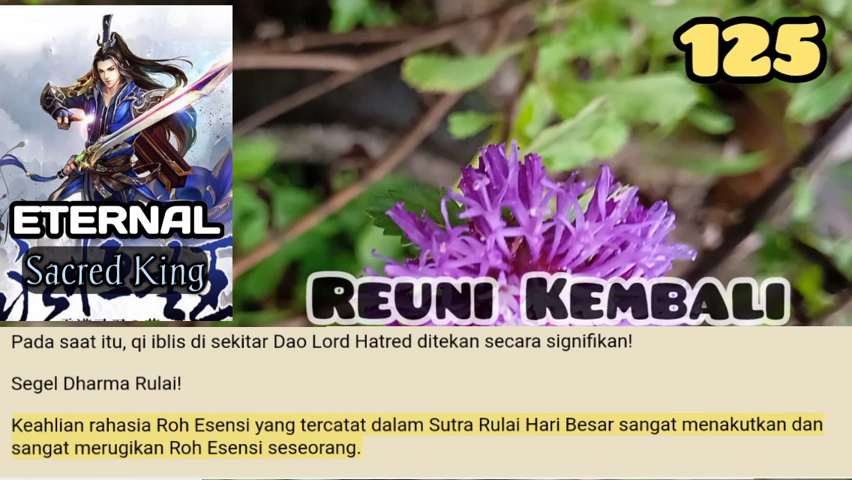 125
ETERNAL
Sacred King
REUNI KEMBALI
Pada saat itu, qi iblis di sekitar Dao Lord Hatred ditekan secara signifikan!
Segel Dharma Rulai!
Keahlian rahasia Roh Esensi yang tercatat dalam Sutra Rulai Hari Besar sangat menakutkan dan
sangat merugikan Roh Esensi seseorang.